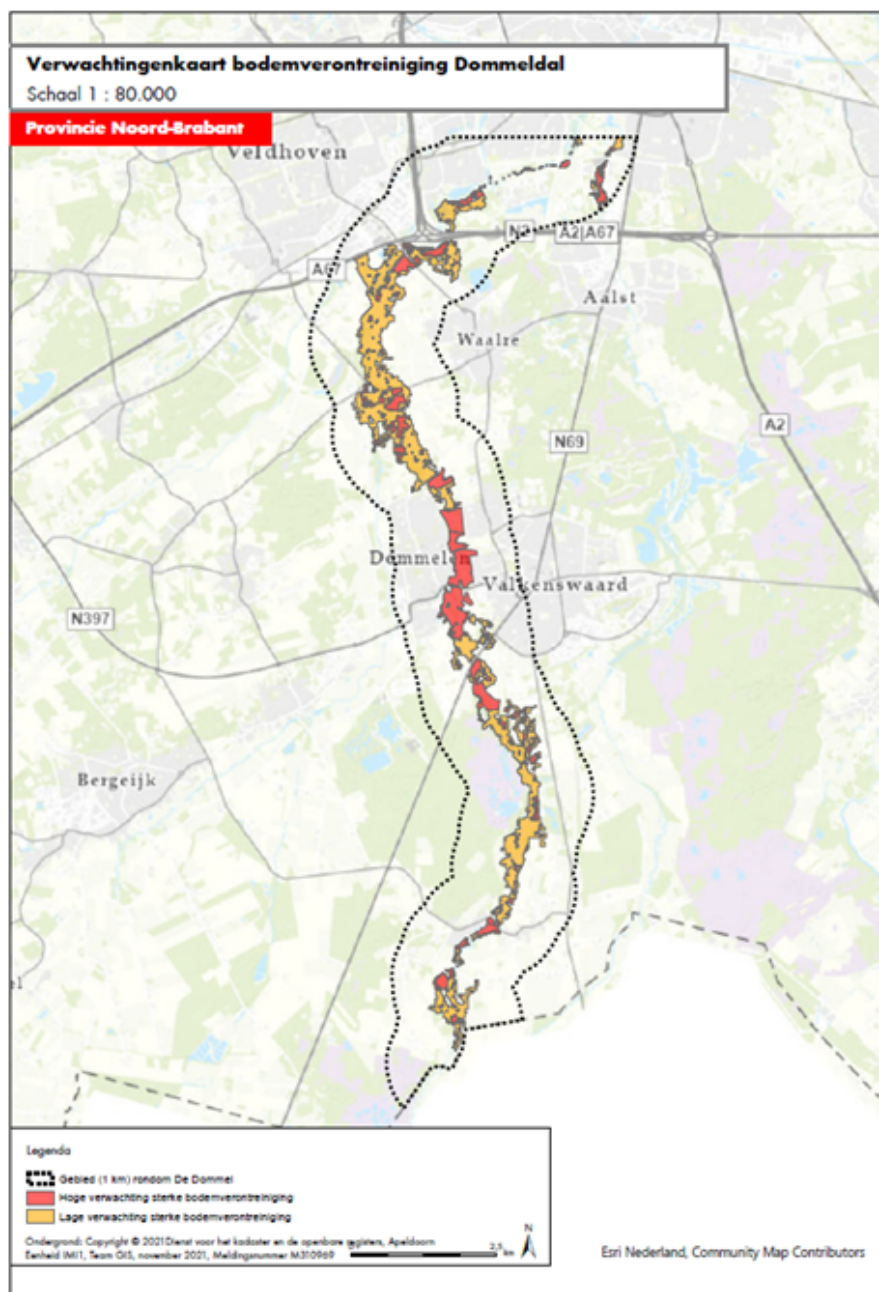 Verwachtingenkaart bodemverontreiniging Dommeldal
Schaal 1 : 80.000
Provincie Noord-Brabant
Veldhoven
N2
A2|A67
A67
Aalst
Waalre
A2
N69
Dommelen
Valkenswaard
N397
Bergeijk
el
Legenda
Gebied (1 km) rondom De Dommel
Hoge verwachting sterke bodemverontreiniging
Lage verwachting sterke bodemverontreiniging
Ondergrond: Copyright © 2021Dienst voor het kadaster en de openbare registers, Apeldoorn
Eenheid IMI1, Team GIS, november 2021, Meldingsnummer M310969
2,5
km
N
Esri Nederland, Community Map Contributors